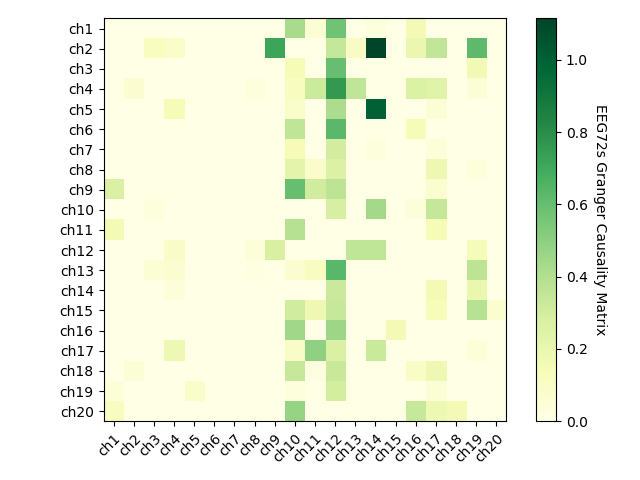 ch1
ch2
ch3
ch4
ch5
ch6
ch7
ch8
ch9
ch10
ch11
ch12
ch13
ch14
ch15
ch16
ch17
ch18
ch19
ch20
ch1 ch2 ch3 ch4 ch5 ch6 ch7 ch8 ch9 ch10 ch11 ch12 ch13 ch14 ch15 ch16 ch17 ch18 ch19 ch20
1.0
0.8
0.6
0.4
0.2
0.0
EEG72s Granger Causality Matrix